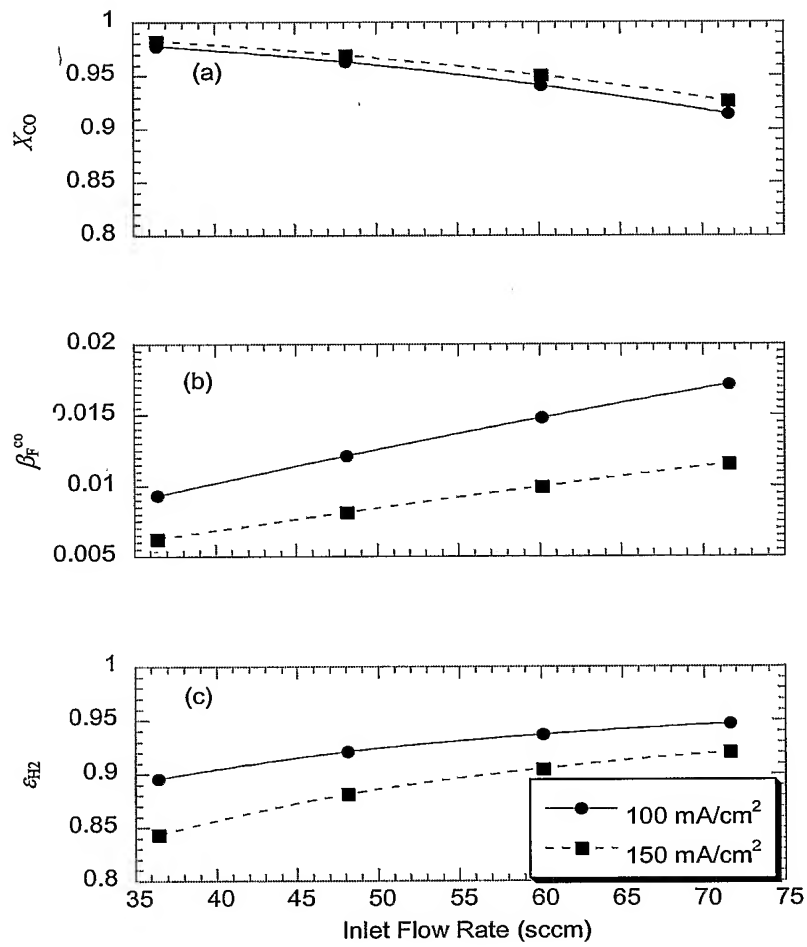 1
0.95
(a)
X_CO
0.9
0.85
0.8
0.02
(b)
0.015
β_F^co
0.01
0.005
1
(c)
0.95
ε_H2
0.9
0.85
0.8
100 mA/cm²
150 mA/cm²
35 40 45 50 55 60 65 70 75
Inlet Flow Rate (sccm)